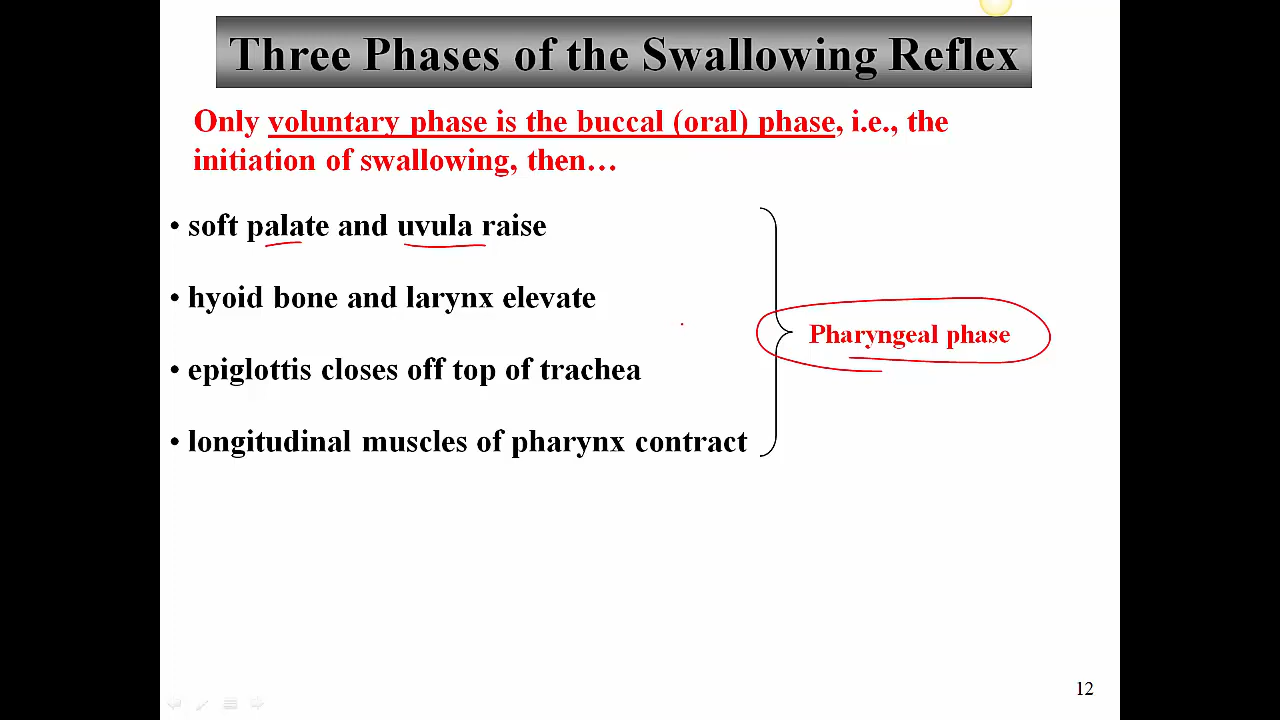 Three Phases of the Swallowing Reflex
Only voluntary phase is the buccal (oral) phase, i.e., the
initiation of swallowing, then…
• soft palate and uvula raise
• hyoid bone and larynx elevate
• epiglottis closes off top of trachea
• longitudinal muscles of pharynx contract
Pharyngeal phase
12